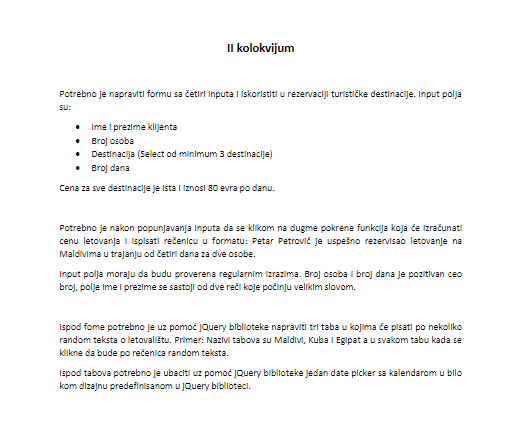 II kolokvijum
Potrebno je napraviti formu sa četiri inputa i iskoristiti u rezervaciji turističke destinacije. Input polja
su:
• Ime i prezime klijenta
• Broj osoba
• Destinacija (Select od minimum 3 destinacije)
• Broj dana
Cena za sve destinacije je ista i iznosi 80 evra po danu.
Potrebno je nakon popunjavanja inputa da se klikom na dugme pokrene funkcija koja će izračunati
cenu letovanja i ispisati rečenicu u formatu: Petar Petrović je uspešno rezervisao letovanje na
Maldivima u trajanju od četiri dana za dve osobe.
Input polja moraju da budu proverena regularnim izrazima. Broj osoba i broj dana je pozitivan ceo
broj, polje ime i prezime se sastoji od dve reči koje počinju velikim slovom.
Ispod fome potrebno je uz pomoć jQuery biblioteke napraviti tri taba u kojima će pisati po nekoliko
random teksta o letovalištu. Primer: Nazivi tabova su Maldivi, Kuba i Egipat a u svakom tabu kada se
klikne da bude po rečenica random teksta.
Ispod tabova potrebno je ubaciti uz pomoć jQuery biblioteke jedan date picker sa kalendarom u bilo
kom dizajnu predefinisanom u jQuery biblioteci.